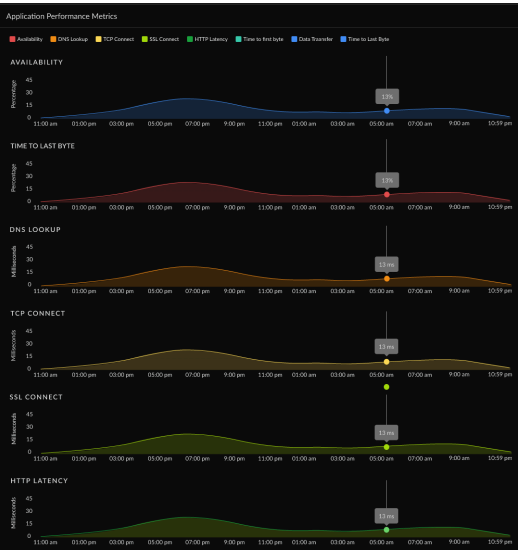 Application Performance Metrics
Availability DNS Lookup TCP Connect SSL Connect HTTP Latency Time to first byte Data Transfer Time to Last Byte
AVAILABILITY
Percentage
45
30
15
0
13%
11:00 am 01:00 pm 03:00 pm 05:00 pm 07:00 pm 9:00 pm 11:00 pm 01:00 am 03:00 am 05:00 am 07:00 am 9:00 am 10:59 pm
TIME TO LAST BYTE
Percentage
45
30
15
0
13%
11:00 am 01:00 pm 03:00 pm 05:00 pm 07:00 pm 9:00 pm 11:00 pm 01:00 am 03:00 am 05:00 am 07:00 am 9:00 am 10:59 pm
DNS LOOKUP
Milliseconds
45
30
15
0
13 ms
11:00 am 01:00 pm 03:00 pm 05:00 pm 07:00 pm 9:00 pm 11:00 pm 01:00 am 03:00 am 05:00 am 07:00 am 9:00 am 10:59 pm
TCP CONNECT
Milliseconds
45
30
15
0
13 ms
11:00 am 01:00 pm 03:00 pm 05:00 pm 07:00 pm 9:00 pm 11:00 pm 01:00 am 03:00 am 05:00 am 07:00 am 9:00 am 10:59 pm
SSL CONNECT
Milliseconds
45
30
15
0
13 ms
11:00 am 01:00 pm 03:00 pm 05:00 pm 07:00 pm 9:00 pm 11:00 pm 01:00 am 03:00 am 05:00 am 07:00 am 9:00 am 10:59 pm
HTTP LATENCY
Milliseconds
45
30
15
0
13 ms
11:00 am 01:00 pm 03:00 pm 05:00 pm 07:00 pm 9:00 pm 11:00 pm 01:00 am 03:00 am 05:00 am 07:00 am 9:00 am 10:59 pm